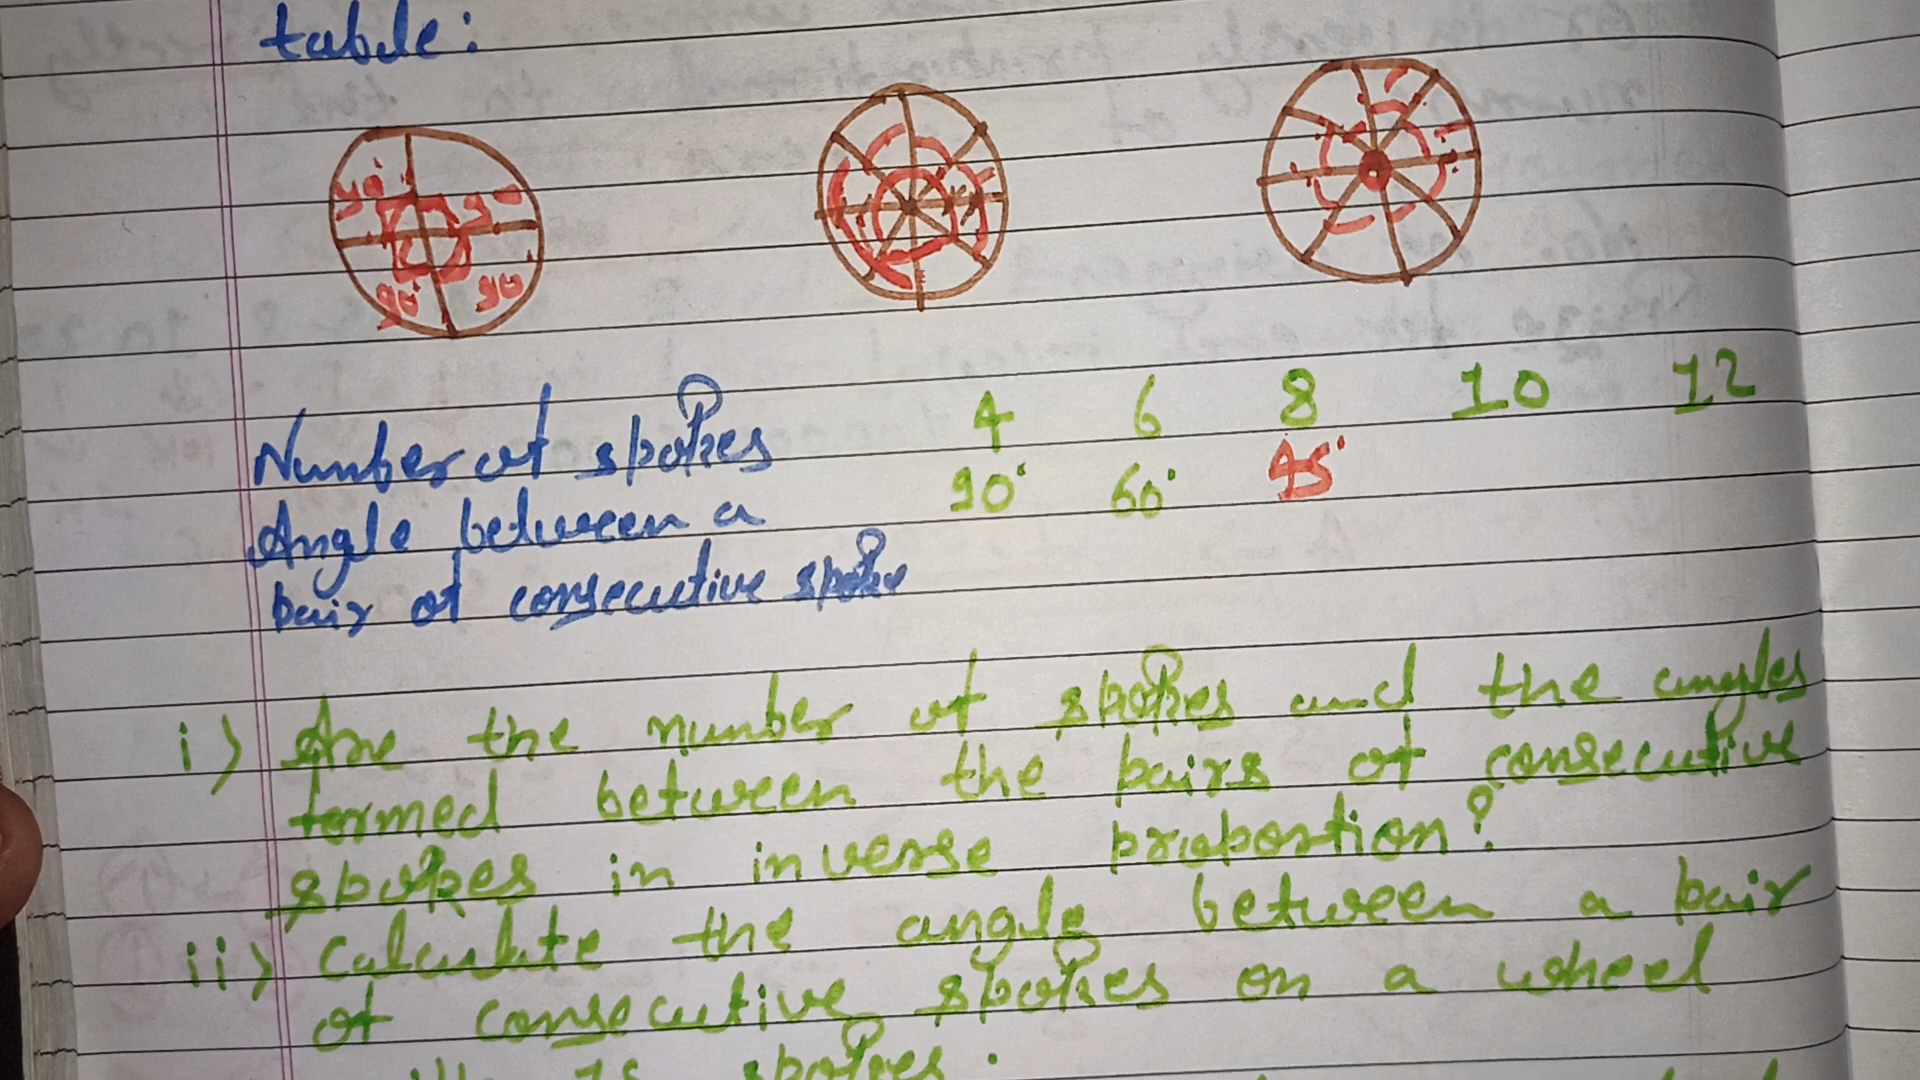 table:
90° 90
90° 90
Number of spokes 4 6 8 10 12
Angle between a 90° 60° 45°
pair of consecutive spoke
i) Are the number of spokes and the angles
formed between the pairs of consecutive
spokes in inverse proportion?
ii) Calculate the angle between a pair
of consecutive spokes on a wheel
15 spokes.